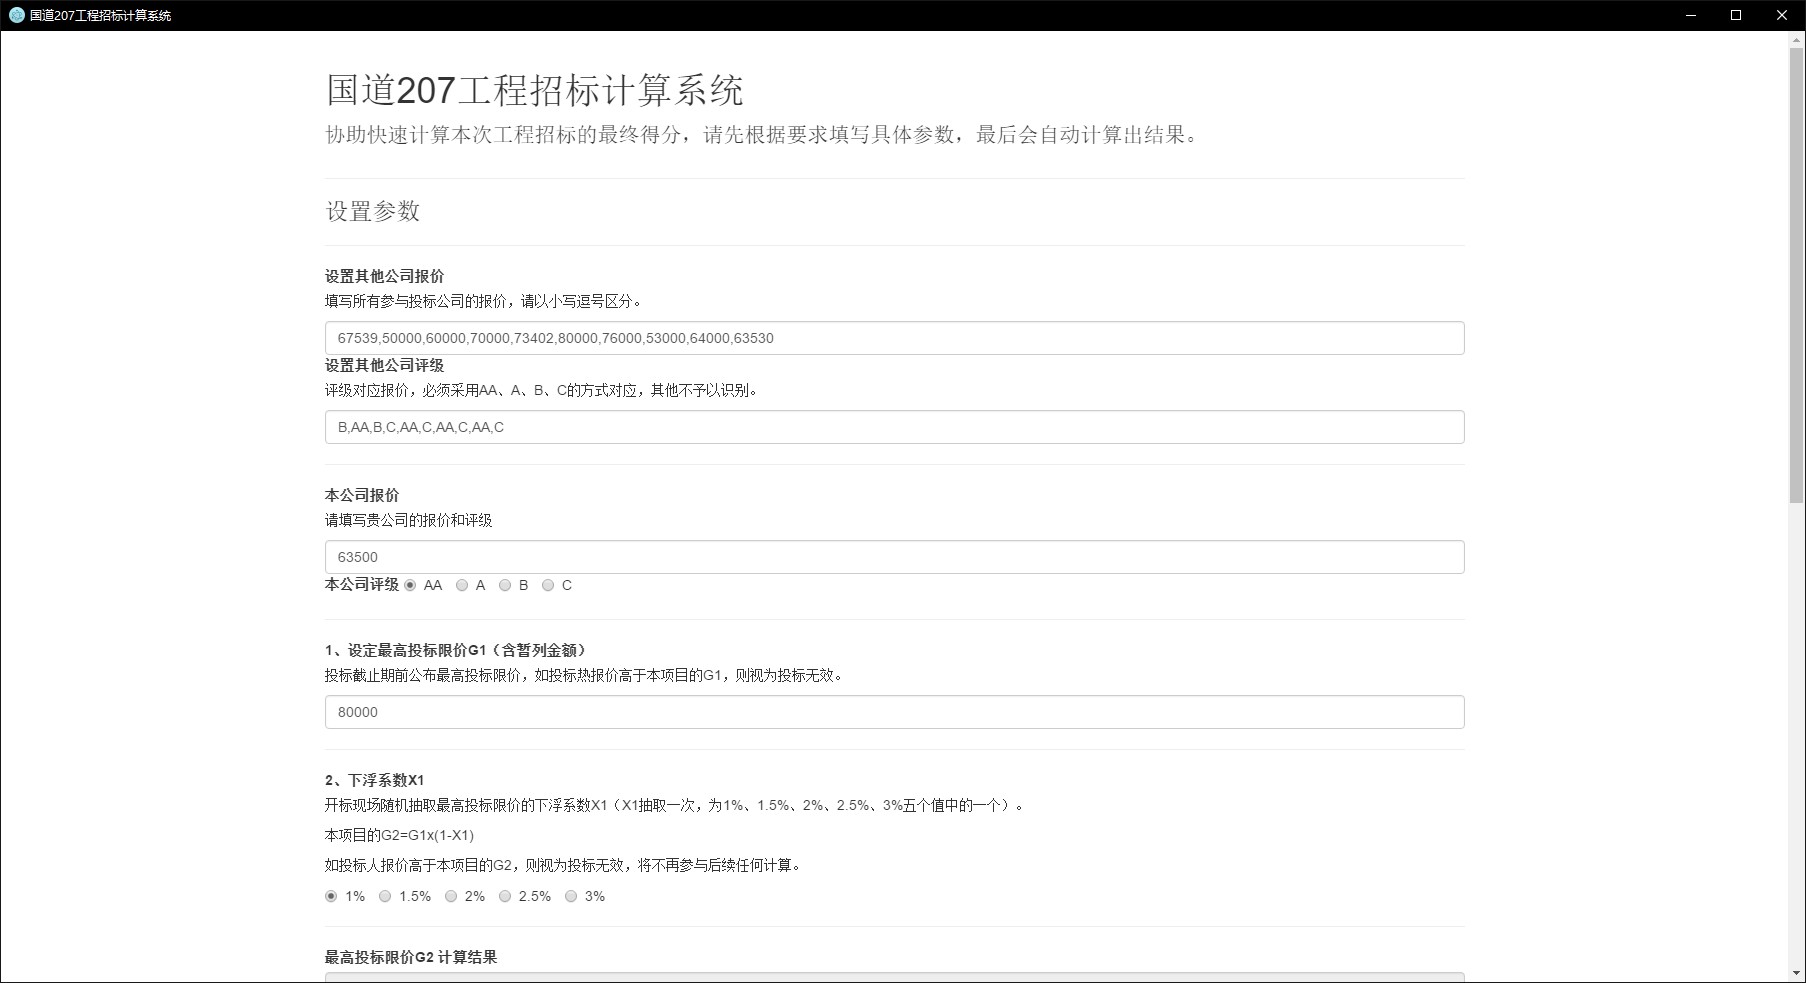 国道207工程招标计算系统
国道207工程招标计算系统
协助快速计算本次工程招标的最终得分，请先根据要求填写具体参数，最后会自动计算出结果。
设置参数
设置其他公司报价
填写所有参与投标公司的报价，请以小写逗号区分。
67539,50000,60000,70000,73402,80000,76000,53000,64000,63530
设置其他公司评级
评级对应报价，必须采用AA、A、B、C的方式对应，其他不予以识别。
B,AA,B,C,AA,C,AA,C,AA,C
本公司报价
请填写贵公司的报价和评级
63500
本公司评级 AA A B C
1、设定最高投标限价G1（含暂列金额）
投标截止期前公布最高投标限价，如投标热报价高于本项目的G1，则视为投标无效。
80000
2、下浮系数X1
开标现场随机抽取最高投标限价的下浮系数X1（X1抽取一次，为1%、1.5%、2%、2.5%、3%五个值中的一个）。
本项目的G2=G1x(1-X1)
如投标人报价高于本项目的G2，则视为投标无效，将不再参与后续任何计算。
1% 1.5% 2% 2.5% 3%
最高投标限价G2 计算结果